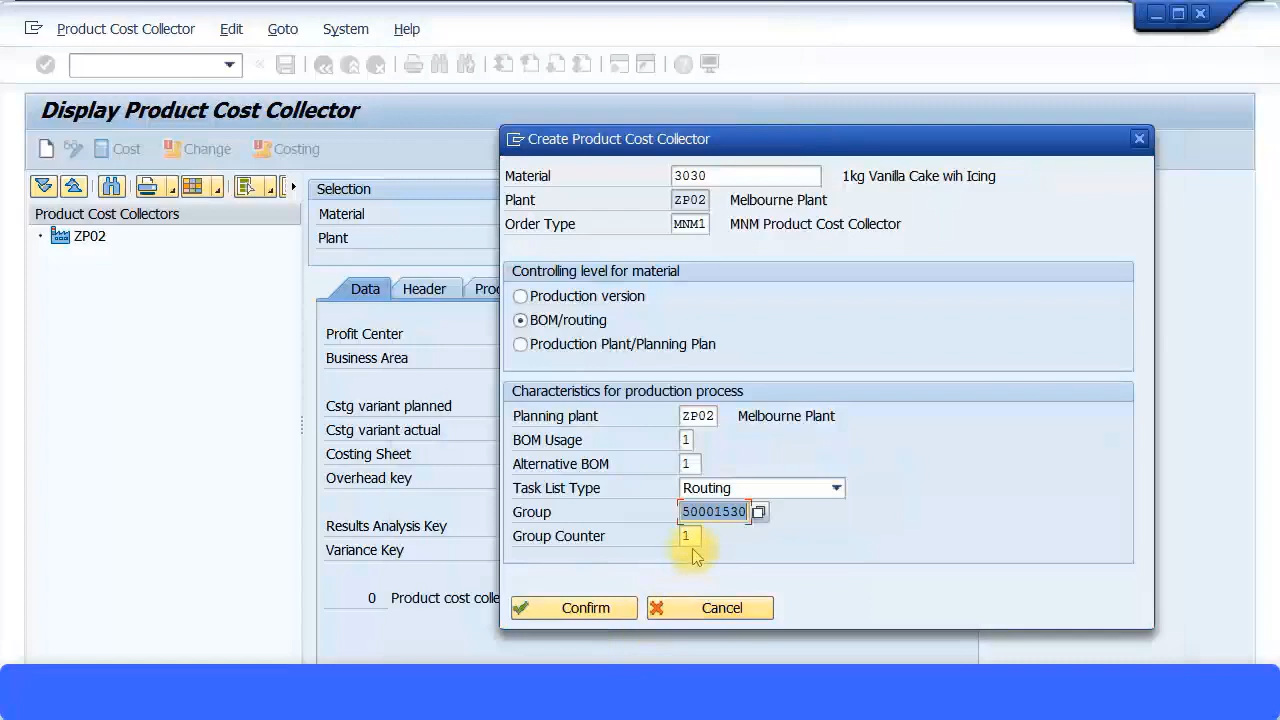 Product Cost Collector Edit Goto System Help
Display Product Cost Collector
Cost Change Costing
Product Cost Collectors
ZP02
Selection
Material
Plant
Data Header Proc
Profit Center
Business Area
Cstg variant planned
Cstg variant actual
Costing Sheet
Overhead key
Results Analysis Key
Variance Key
0 Product cost colle
Create Product Cost Collector
Material 3030 1kg Vanilla Cake wih Icing
Plant ZP02 Melbourne Plant
Order Type MNM1 MNM Product Cost Collector
Controlling level for material
Production version
BOM/routing
Production Plant/Planning Plan
Characteristics for production process
Planning plant ZP02 Melbourne Plant
BOM Usage 1
Alternative BOM 1
Task List Type Routing
Group 50001530
Group Counter 1
Confirm Cancel